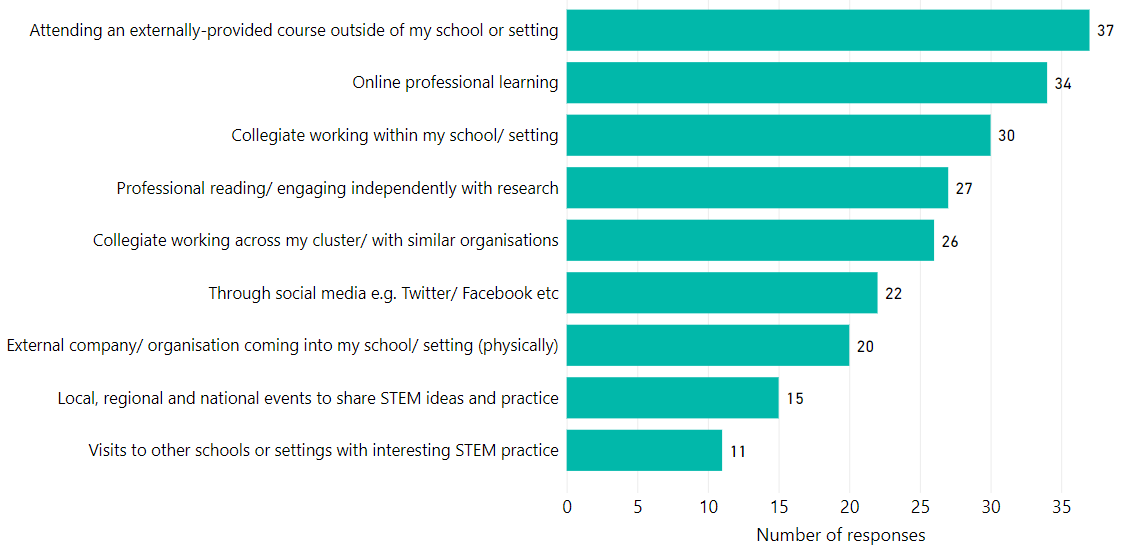 Attending an externally-provided course outside of my school or setting 37
Online professional learning 34
Collegiate working within my school/ setting 30
Professional reading/ engaging independently with research 27
Collegiate working across my cluster/ with similar organisations 26
Through social media e.g. Twitter/ Facebook etc 22
External company/ organisation coming into my school/ setting (physically) 20
Local, regional and national events to share STEM ideas and practice 15
Visits to other schools or settings with interesting STEM practice 11
0 5 10 15 20 25 30 35
Number of responses